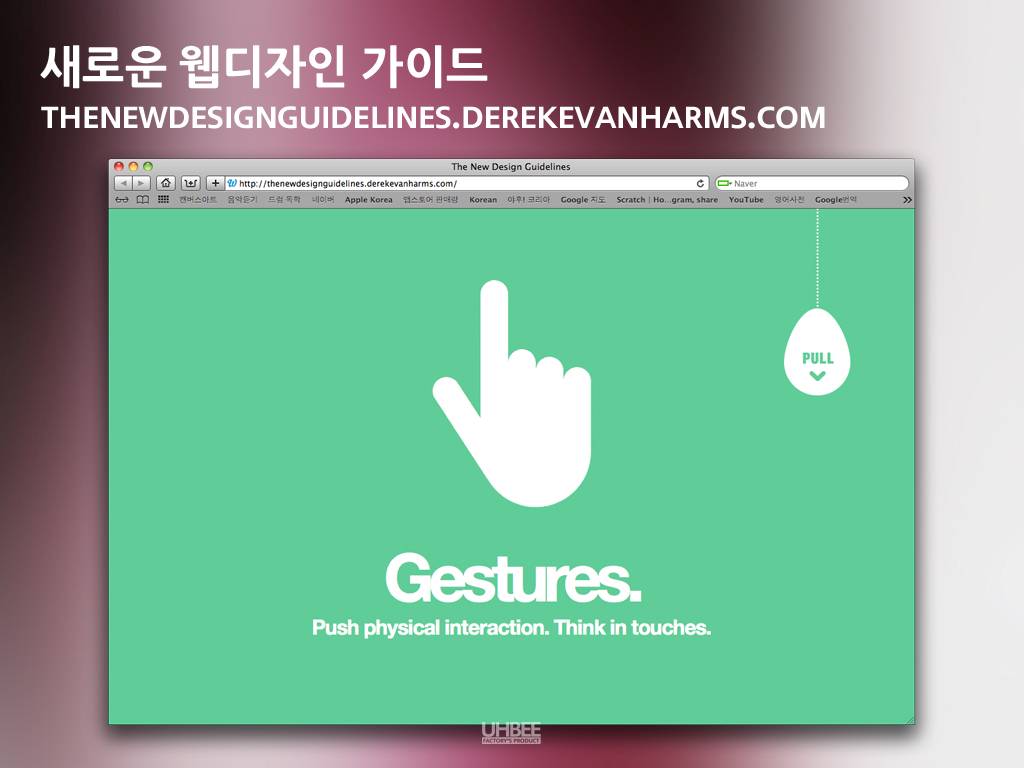 새로운 웹디자인 가이드
THENEWDESIGNGUIDELINES.DEREKEVANHARMS.COM
The New Design Guidelines
http://thenewdesignguidelines.derekevanharms.com/
Naver
캔버스아트 음악듣기 드럼 독학 네이버 Apple Korea 앱스토어 판매량 Korean 야후! 코리아 Google 지도 Scratch | Ho...gram, share YouTube 영어사전 Google번역
PULL
Gestures.
Push physical interaction. Think in touches.
UHBEE
FACTORY'S PRODUCT